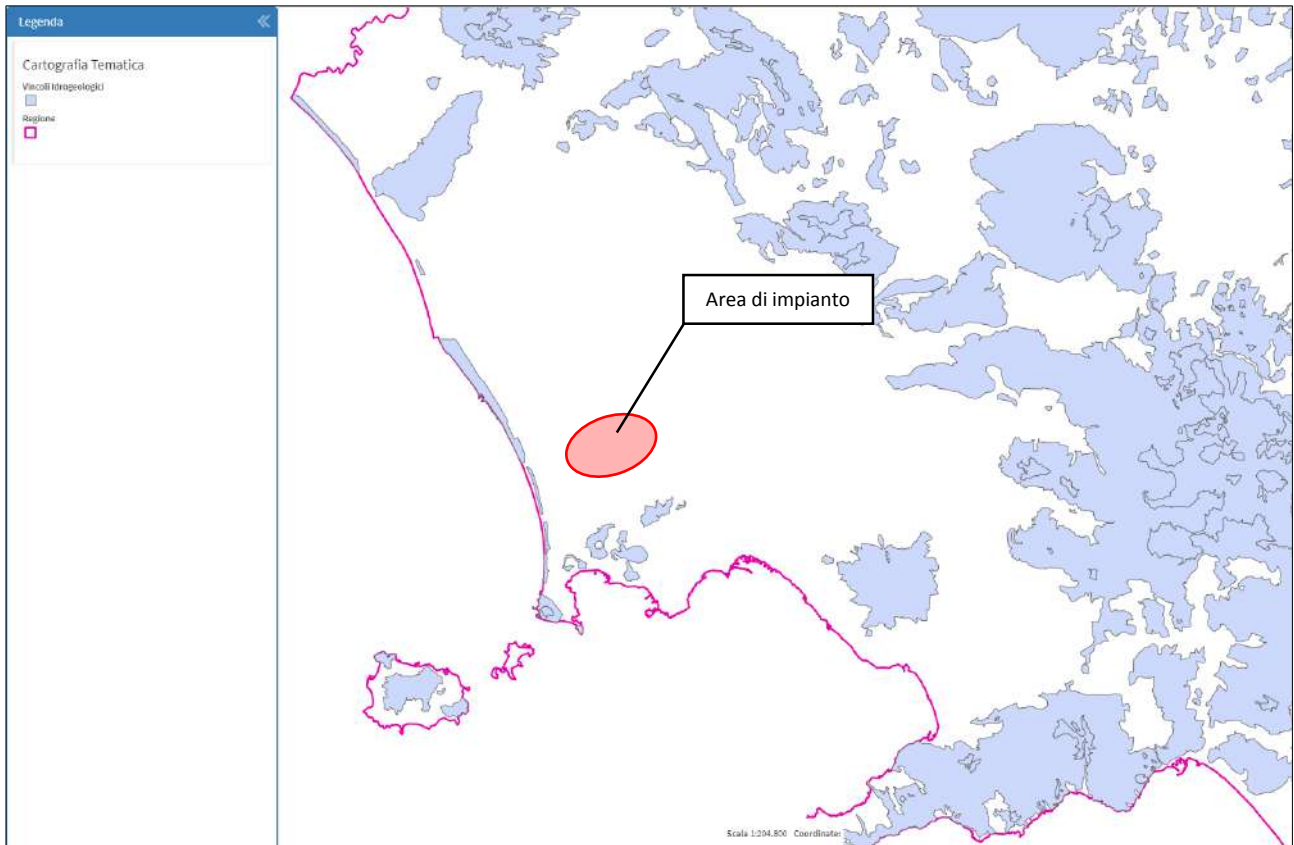 Legenda
Cartografia Tematica
Vincoli Idrogeologici
Regione
Area di impianto
Scala 1:204.800 Coordinate: